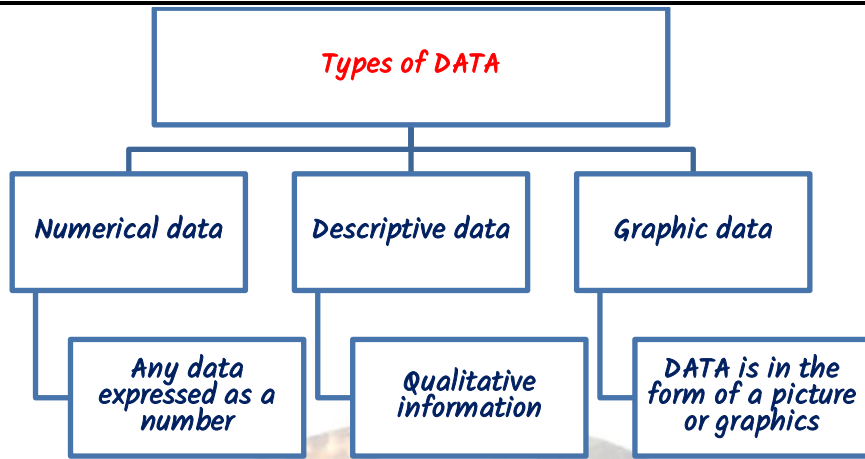 Types of DATA
Numerical data
Descriptive data
Graphic data
Any data
expressed as a
number
Qualitative
information
DATA is in the
form of a picture
or graphics